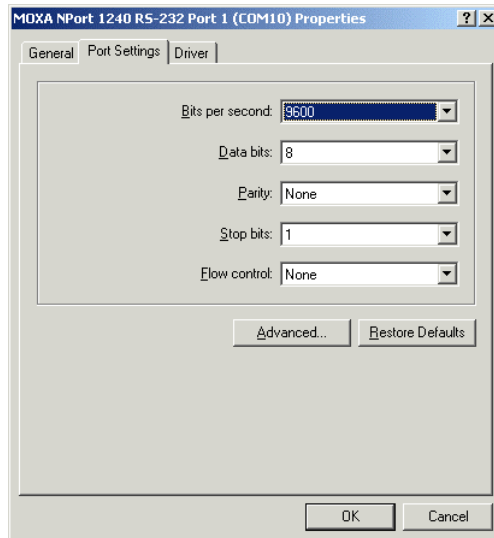 MOXA NPort 1240 RS-232 Port 1 (COM10) Properties ? X
General Port Settings Driver
Bits per second: 9600
Data bits: 8
Parity: None
Stop bits: 1
Flow control: None
Advanced... Restore Defaults
OK Cancel